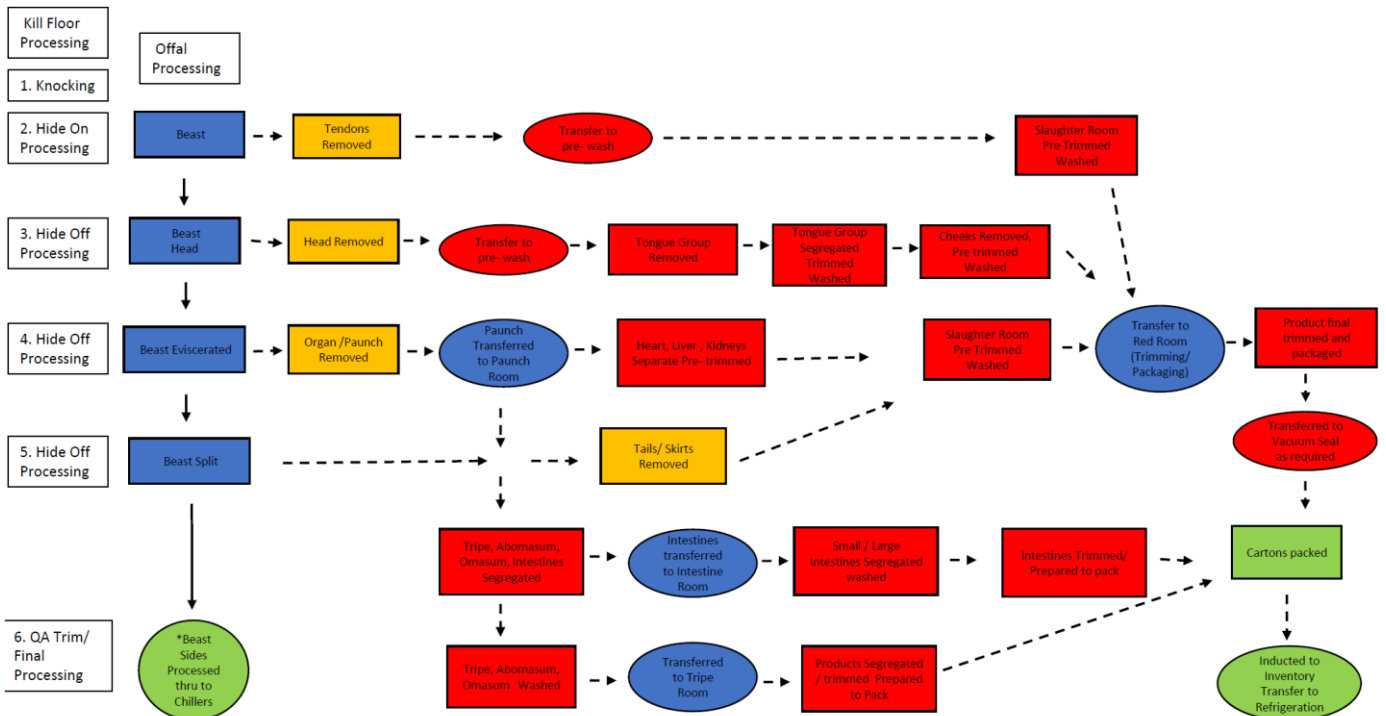 Kill Floor
Processing
Offal
Processing
1. Knocking
2. Hide On
Processing
Beast
Tendons
Removed
Transfer to
pre- wash
Slaughter Room
Pre Trimmed
Washed
3. Hide Off
Processing
Beast
Head
Head Removed
Transfer to
pre- wash
Tongue Group
Removed
Tongue Group
Segregated
Trimmed
Washed
Cheeks Removed,
Pre trimmed
Washed
4. Hide Off
Processing
Beast Eviscerated
Organ /Paunch
Removed
Paunch
Transferred
to Paunch
Room
Heart, Liver , Kidneys
Separate Pre- trimmed
Slaughter Room
Pre Trimmed
Washed
Transfer to
Red Room
(Trimming/
Packaging)
Product final
trimmed and
packaged
5. Hide Off
Processing
Beast Split
Tails/ Skirts
Removed
Transferred to
Vacuum Seal
as required
Tripe, Abomasum,
Omasum, Intestines
Segregated
Intestines
transferred
to Intestine
Room
Small / Large
Intestines Segregated
washed
Intestines Trimmed/
Prepared to pack
Cartons packed
6. QA Trim/
Final
Processing
*Beast
Sides
Processed
thru to
Chillers
Tripe, Abomasum,
Omasum Washed
Transferred
to Tripe
Room
Products Segregated
/ trimmed Prepared
to Pack
Inducted to
Inventory
Transfer to
Refrigeration